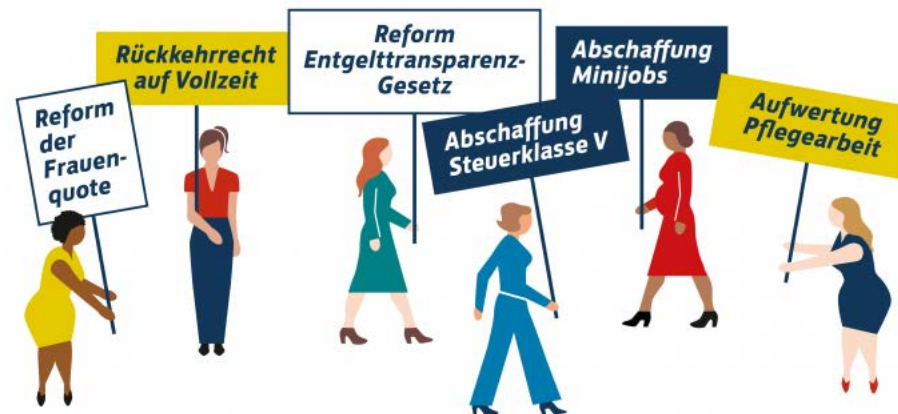 Reform
der
Frauen-
quote
Rückkehrrecht
auf Vollzeit
Reform
Entgelttransparenz-
Gesetz
Abschaffung
Steuerklasse V
Abschaffung
Minijobs
Aufwertung
Pflegearbeit